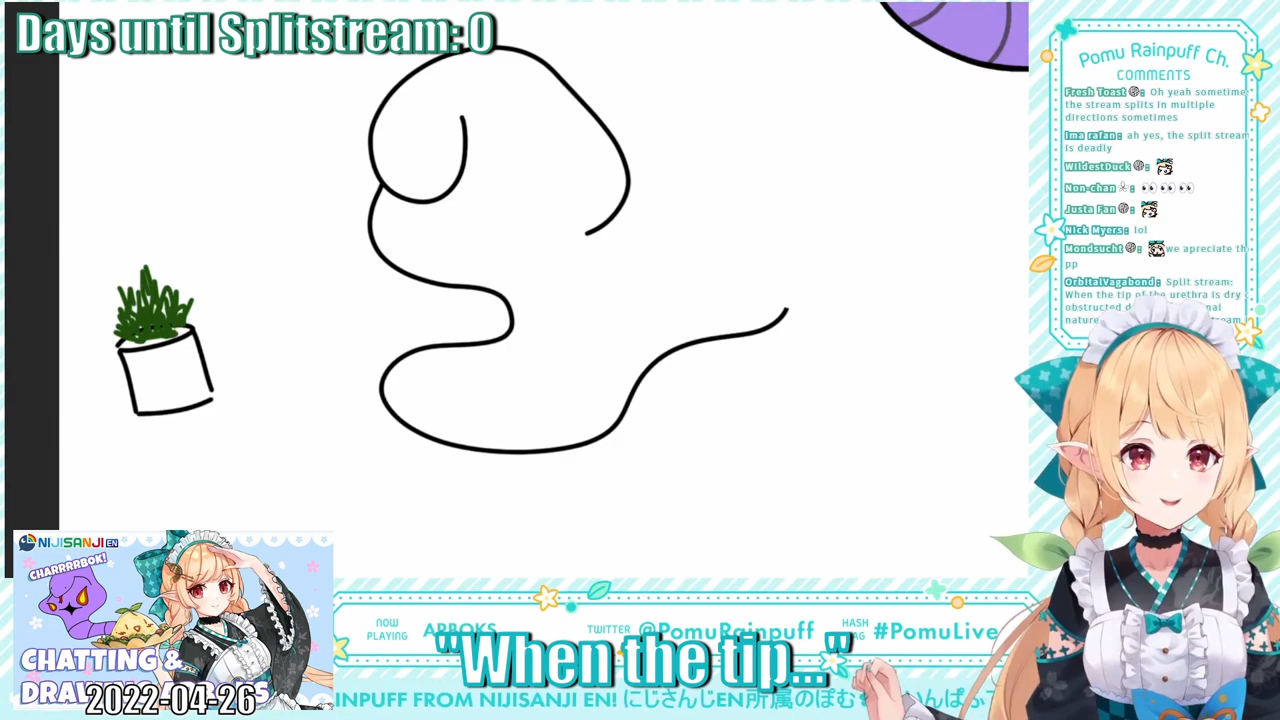 Days until Splitstream: 0
Pomu Rainpuff Ch.
COMMENTS
Fresh Toast: Oh yeah sometimes
the stream splits in multiple
directions sometimes
Ima rafan: ah yes, the split stream
is deadly
WildestDuck:
Non-chan:
Justa Fan:
Nick Myers: lol
Mondsucht: we apreciate th
pp
OrbitalVagabond: Split stream:
When the tip of the urethra is dry
obstructed d
nature
NIJISANJI EN
CHARRRRBOK!
CHATTING &
2022-04-26
NOW
PLAYING
ARBOKS
TWITTER @PomuRainpuff
HASH
TAG
#PomuLive
"When the tip..."
INPUFF FROM NIJISANJI EN! にじさんじEN所属のぽむ